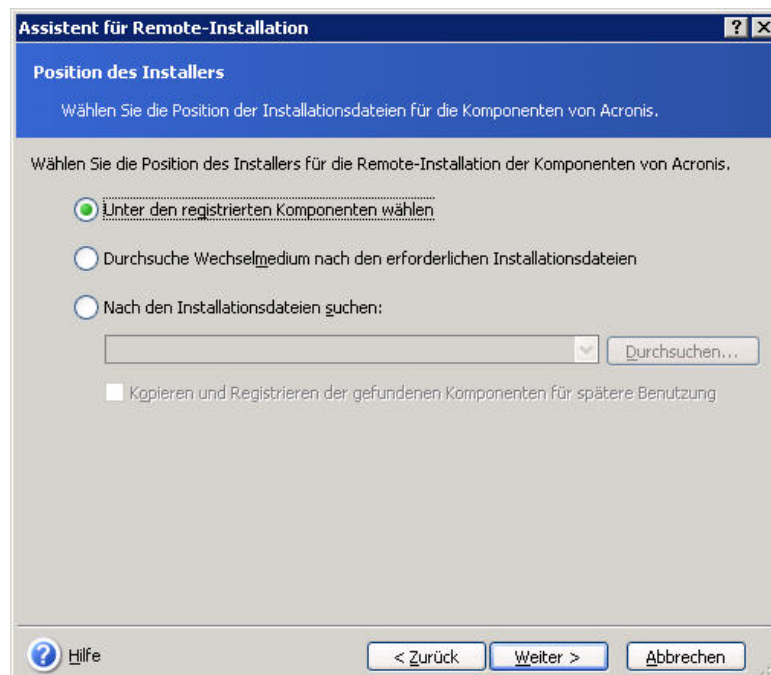 Assistent für Remote-Installation
Position des Installers
Wählen Sie die Position der Installationsdateien für die Komponenten von Acronis.
Wählen Sie die Position des Installers für die Remote-Installation der Komponenten von Acronis.
Unter den registrierten Komponenten wählen
Durchsuche Wechselmedium nach den erforderlichen Installationsdateien
Nach den Installationsdateien suchen:
Durchsuchen...
Kopieren und Registrieren der gefundenen Komponenten für spätere Benutzung
Hilfe
< Zurück
Weiter >
Abbrechen